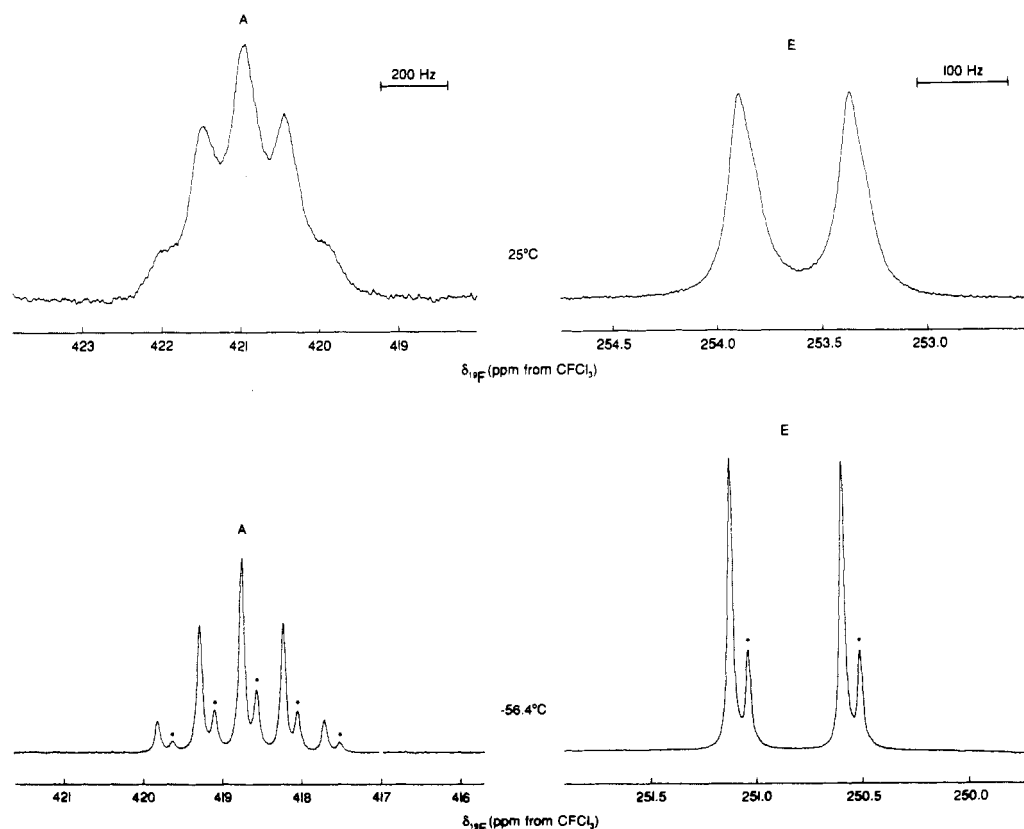 A
E
200 Hz
100 Hz
25°C
423 422 421 420 419
254.5 254.0 253.5 253.0
δ19F (ppm from CFCl3)
E
A
-56.4°C
421 420 419 418 417 416
251.5 251.0 250.5 250.0
δ19F (ppm from CFCl3)